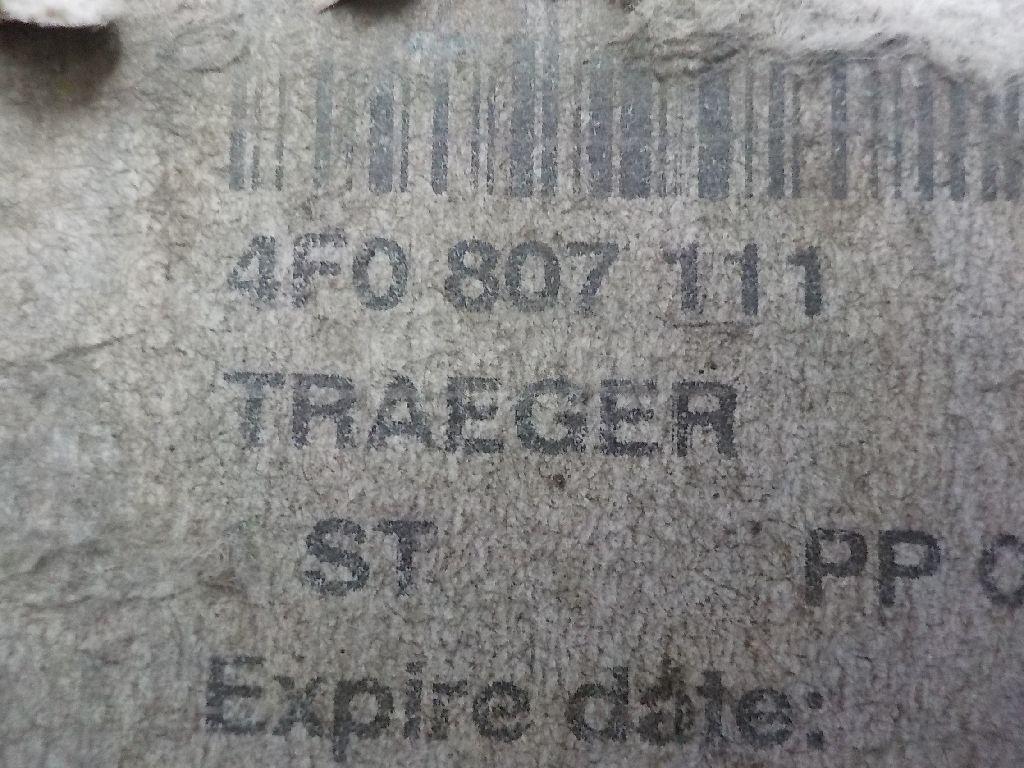 4F0 807 111
TRAEGER
ST PP
Expire date: